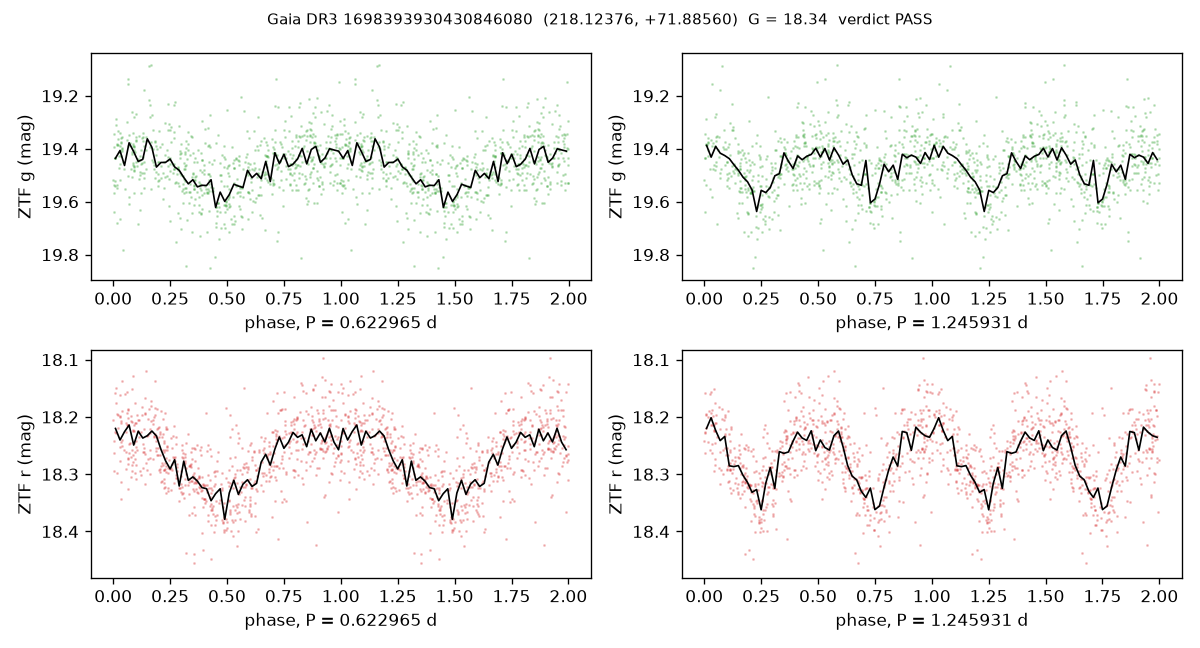 Gaia DR3 1698393930430846080  (218.12376, +71.88560)  G = 18.34  verdict PASS
ZTF g (mag)
19.2
19.4
19.6
19.8
0.00 0.25 0.50 0.75 1.00 1.25 1.50 1.75 2.00
phase, P = 0.622965 d
ZTF g (mag)
19.2
19.4
19.6
19.8
0.00 0.25 0.50 0.75 1.00 1.25 1.50 1.75 2.00
phase, P = 1.245931 d
ZTF r (mag)
18.1
18.2
18.3
18.4
0.00 0.25 0.50 0.75 1.00 1.25 1.50 1.75 2.00
phase, P = 0.622965 d
ZTF r (mag)
18.1
18.2
18.3
18.4
0.00 0.25 0.50 0.75 1.00 1.25 1.50 1.75 2.00
phase, P = 1.245931 d